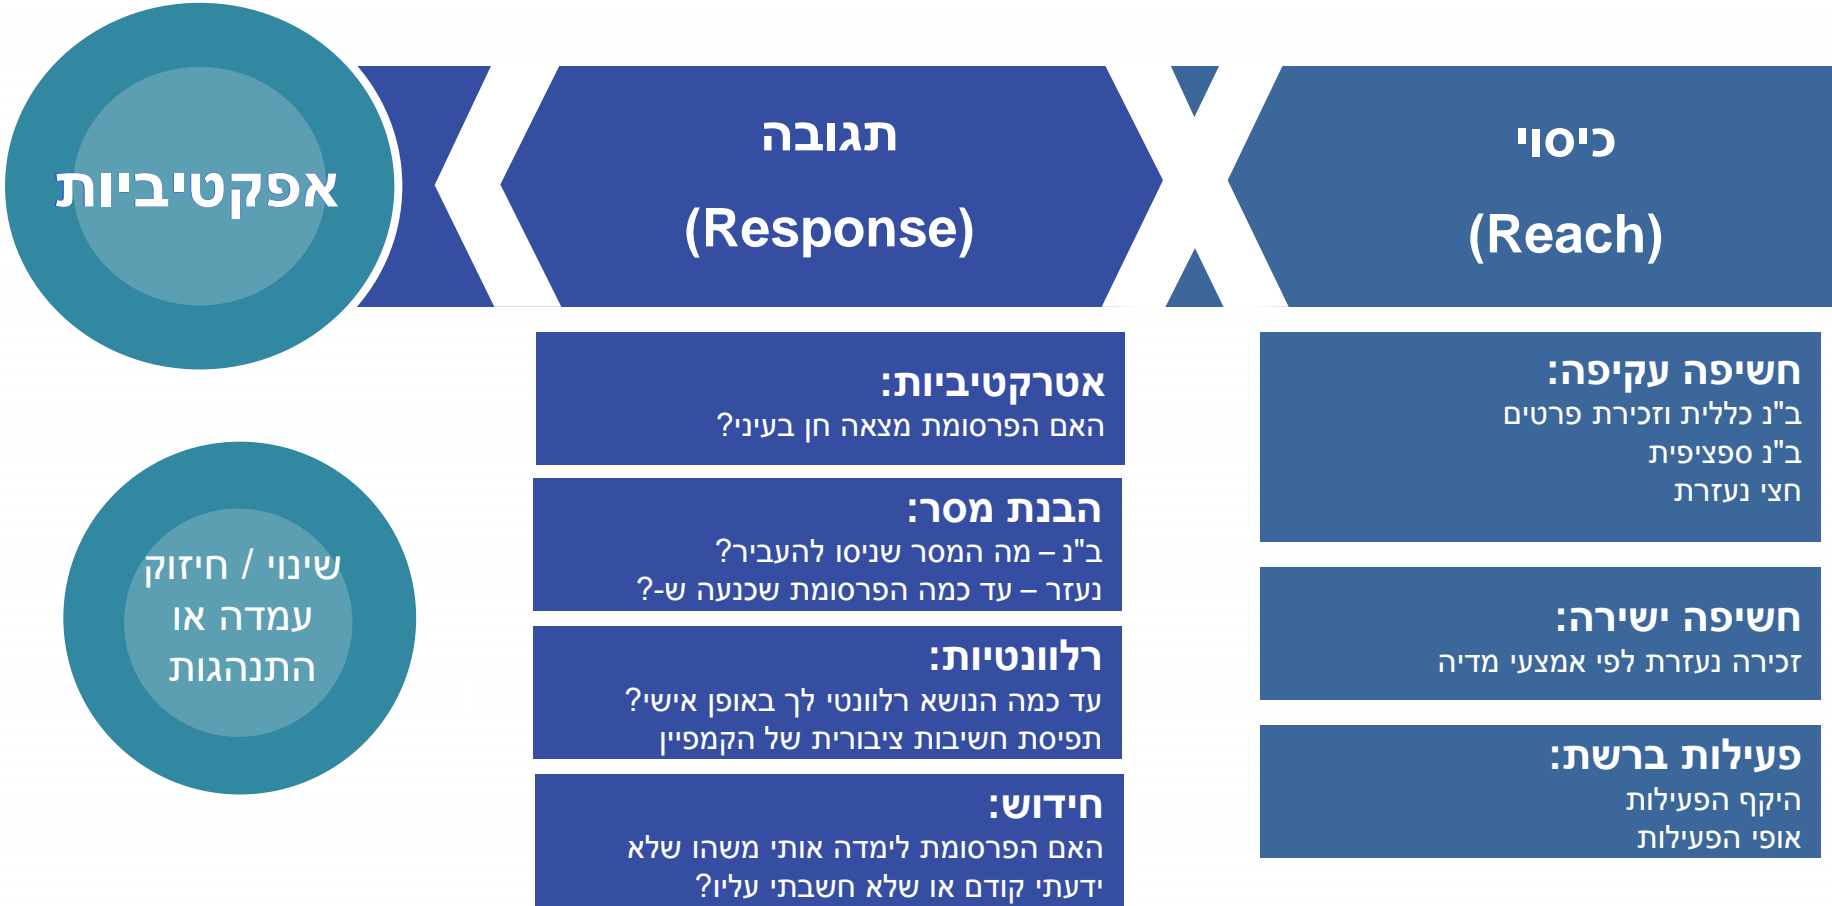 כיסוי
(Reach)
חשיפה עקיפה:
ב"נ כללית וזכירת פרטים
ב"נ ספציפית
חצי נעזרת
חשיפה ישירה:
זכירה נעזרת לפי אמצעי מדיה
פעילות ברשת:
היקף הפעילות
אופי הפעילות
תגובה
(Response)
אטרקטיביות:
האם הפרסומת מצאה חן בעיני?
הבנת מסר:
ב"נ – מה המסר שניסו להעביר?
נעזר – עד כמה הפרסומת שכנעה ש-?
רלוונטיות:
עד כמה הנושא רלוונטי לך באופן אישי?
תפיסת חשיבות ציבורית של הקמפיין
חידוש:
האם הפרסומת לימדה אותי משהו שלא
ידעתי קודם או שלא חשבתי עליו?
אפקטיביות
שינוי / חיזוק
עמדה או
התנהגות